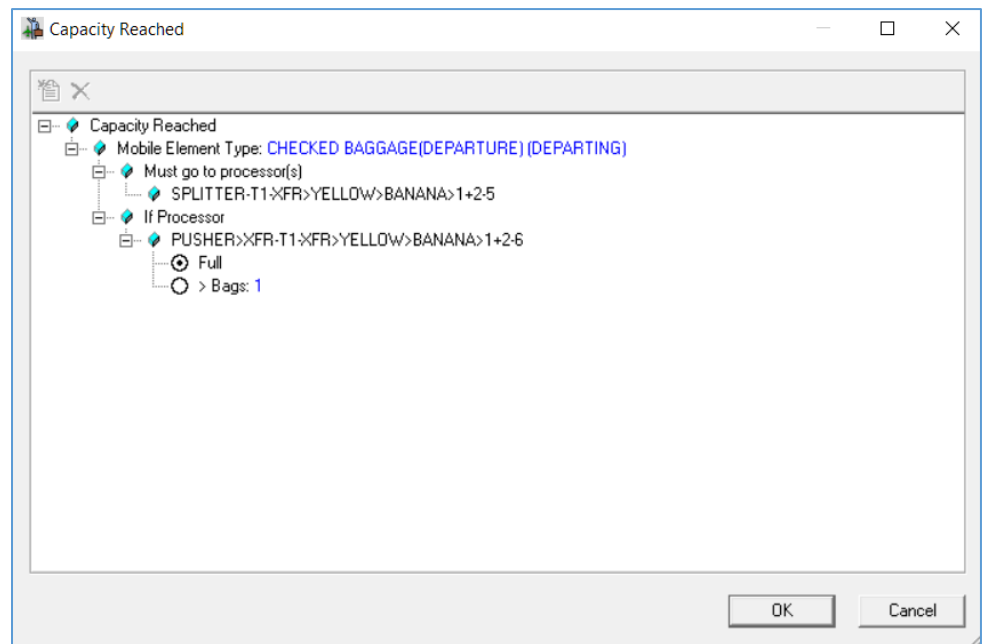 Capacity Reached
Capacity Reached
Mobile Element Type: CHECKED BAGGAGE(DEPARTURE) (DEPARTING)
Must go to processor(s)
SPLITTER-T1-XFR>YELLOW>BANANA>1+2-5
If Processor
PUSHER>XFR-T1-XFR>YELLOW>BANANA>1+2-6
Full
> Bags: 1
OK Cancel